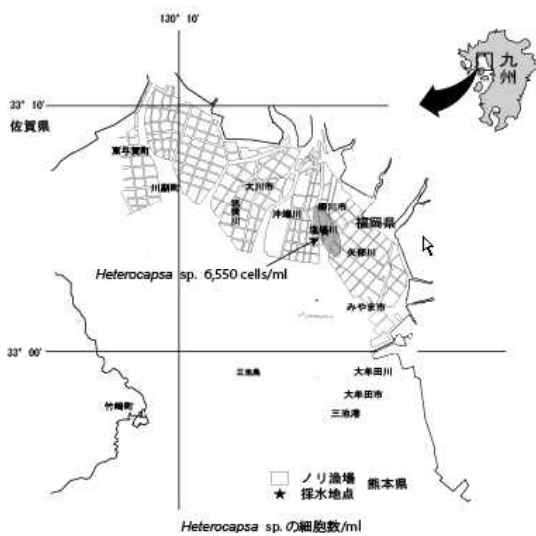 130° 10'
九州
33° 10'
佐賀県
東与賀町
川副町
大川市
筑後川
沖端川
柳川市
塩塚川
福岡県
矢部川
Heterocapsa sp. 6,550 cells/ml
みやま市
33° 00'
三池島
大牟田川
大牟田市
三池港
竹崎町
ノリ漁場
熊本県
★ 採水地点
Heterocapsa sp. の細胞数/ml